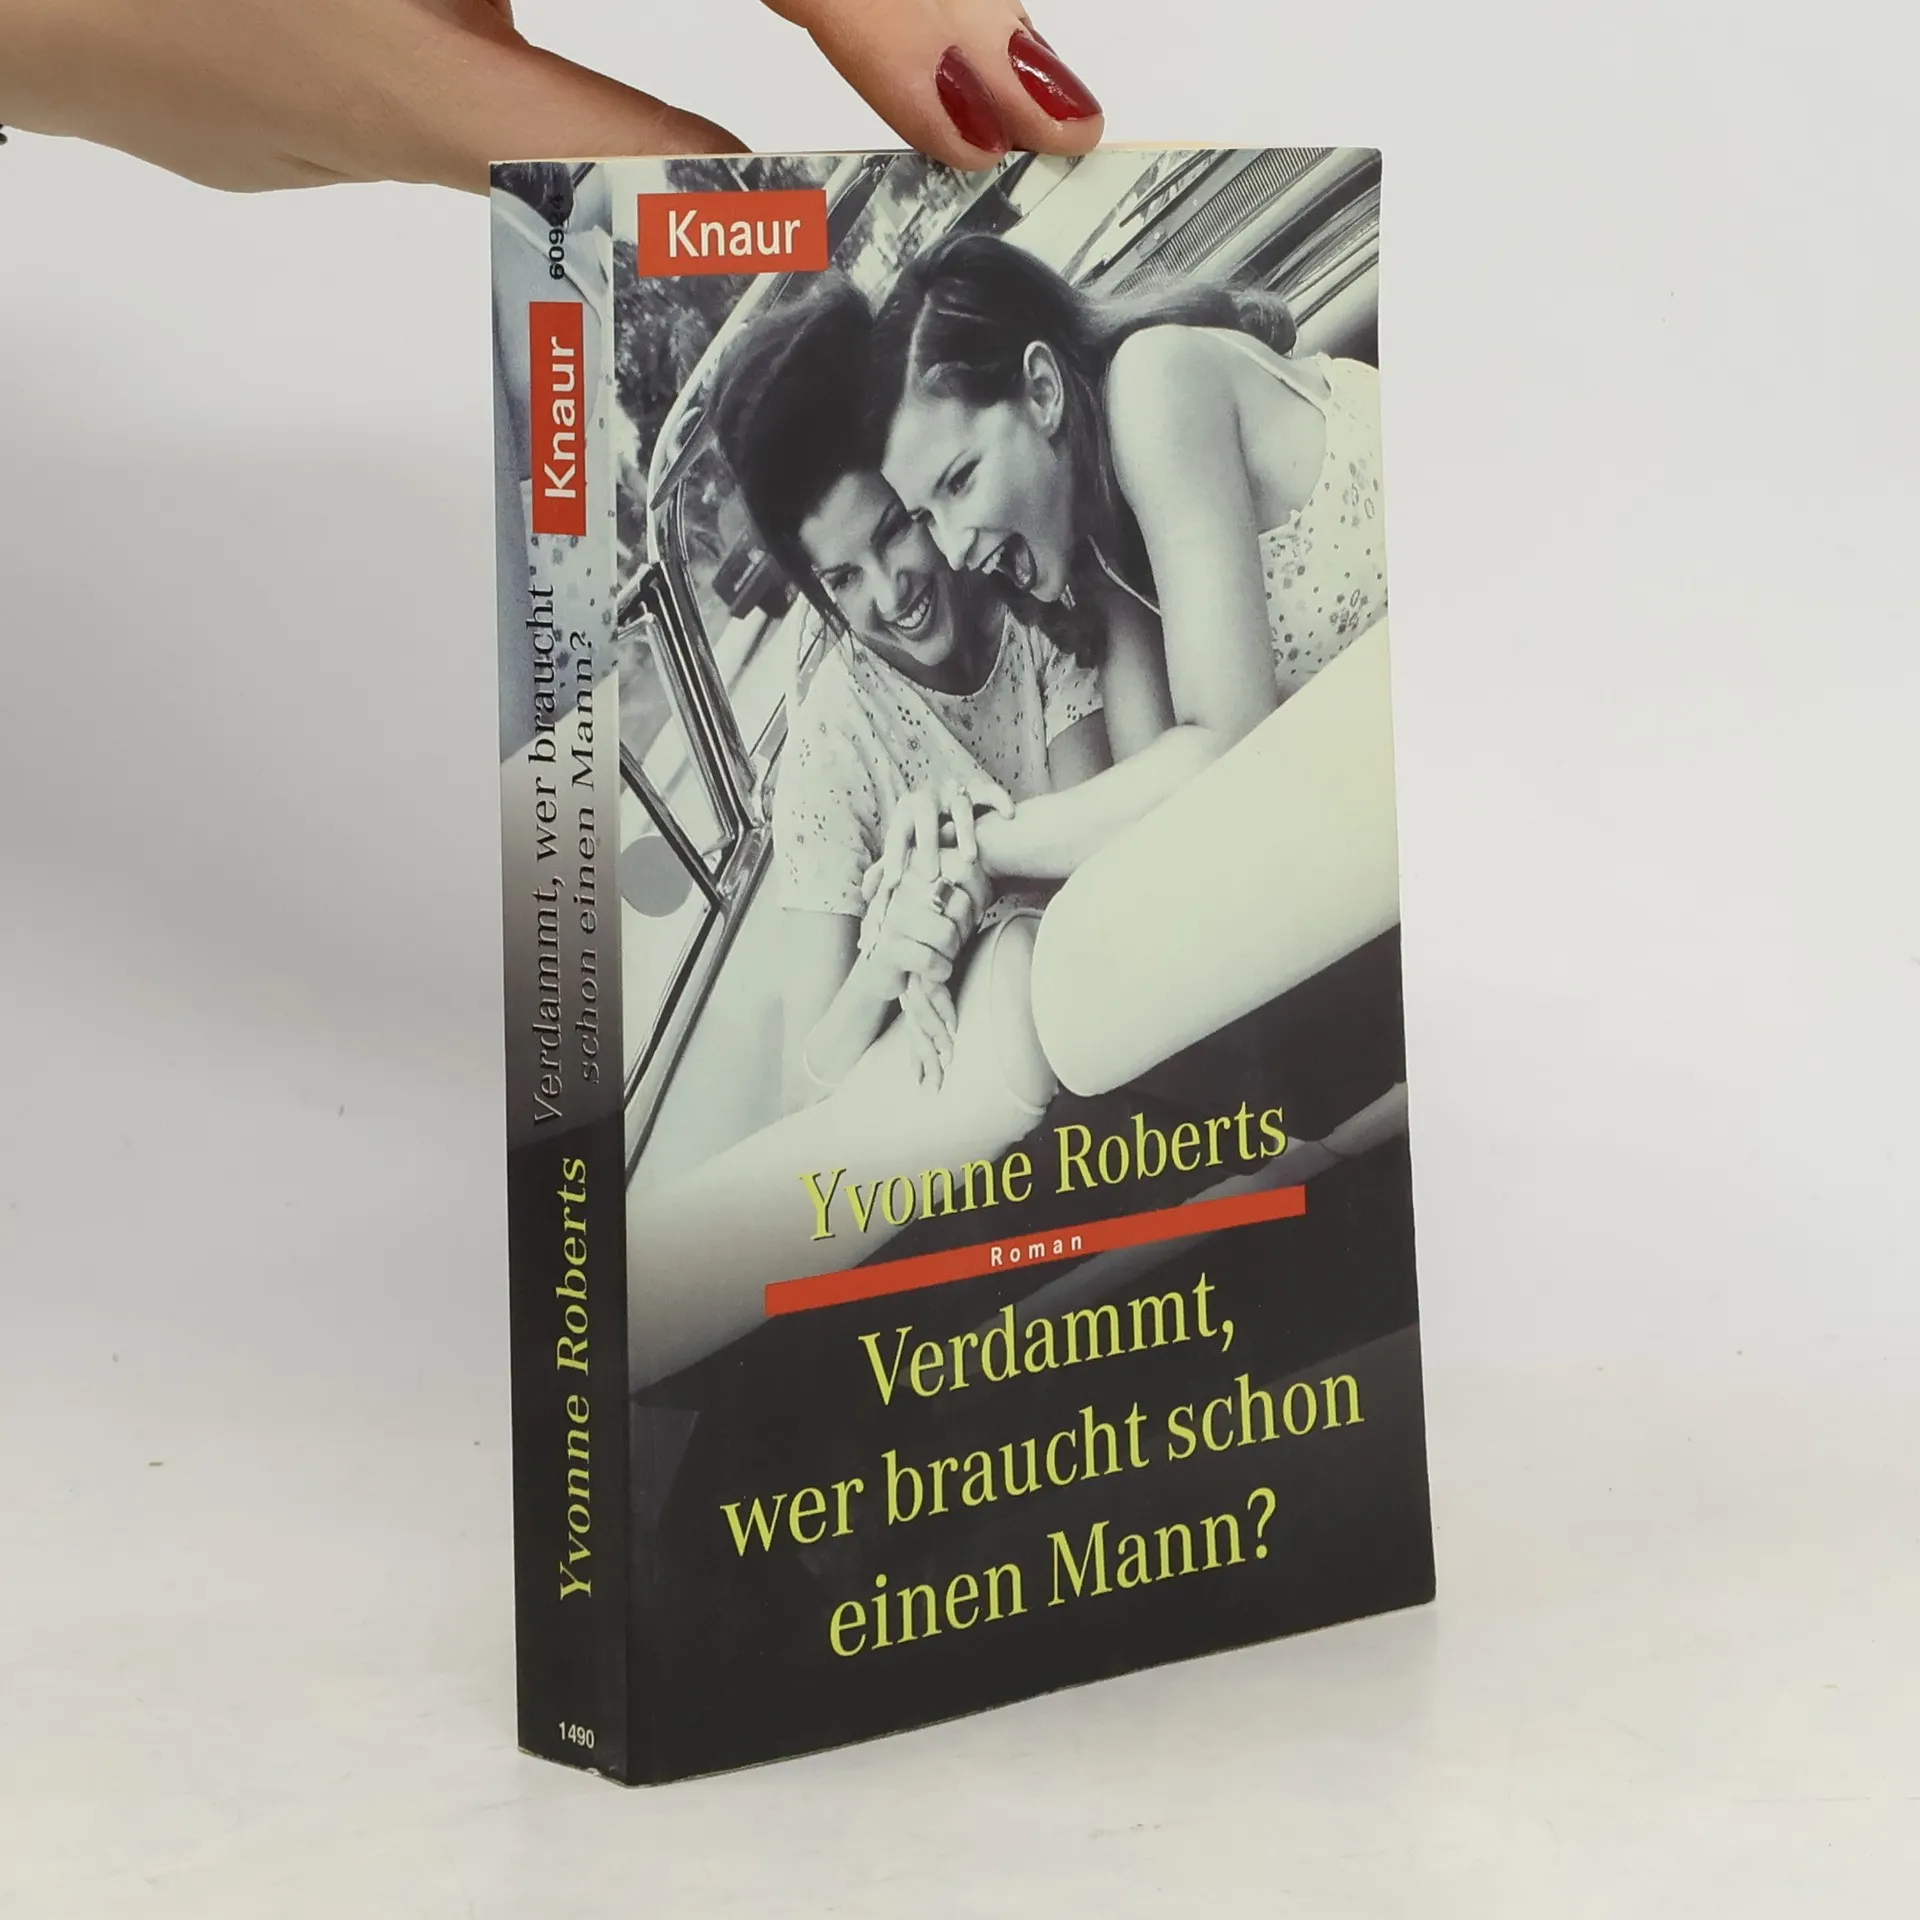 Knaur
Yvonne Roberts
Roman
Verdammt,
wer braucht schon
einen Mann?
Knaur
Verdammt, wer braucht
schon einen Mann?
Yvonne Roberts
1490